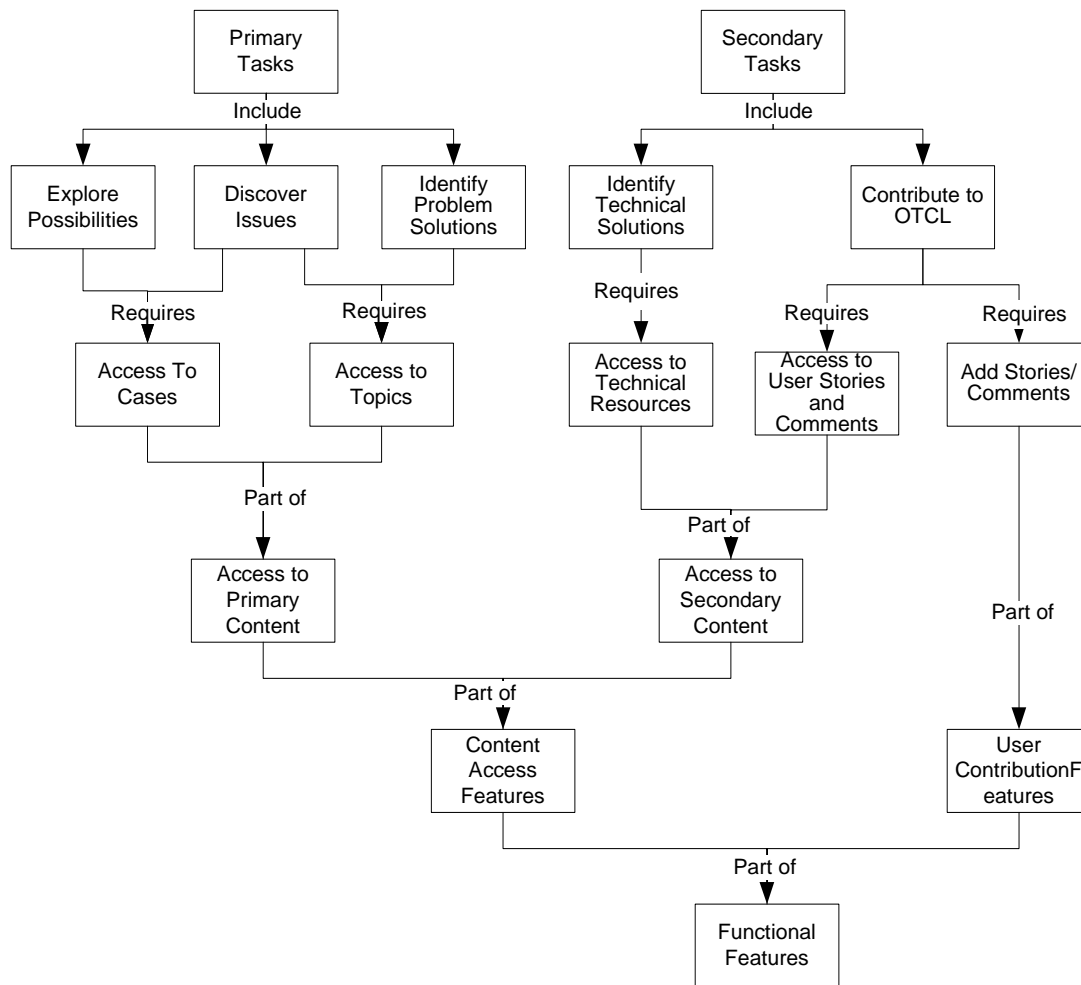 Primary
Tasks
Secondary
Tasks
Include
Include
Explore
Possibilities
Discover
Issues
Identify
Problem
Solutions
Identify
Technical
Solutions
Contribute to
OTCL
Requires
Requires
Requires
Requires
Requires
Access To
Cases
Access to
Topics
Access to
Technical
Resources
Access to
User Stories
and
Comments
Add Stories/
Comments
Part of
Part of
Access to
Primary
Content
Access to
Secondary
Content
Part of
Part of
Content
Access
Features
User
ContributionF
eatures
Part of
Functional
Features